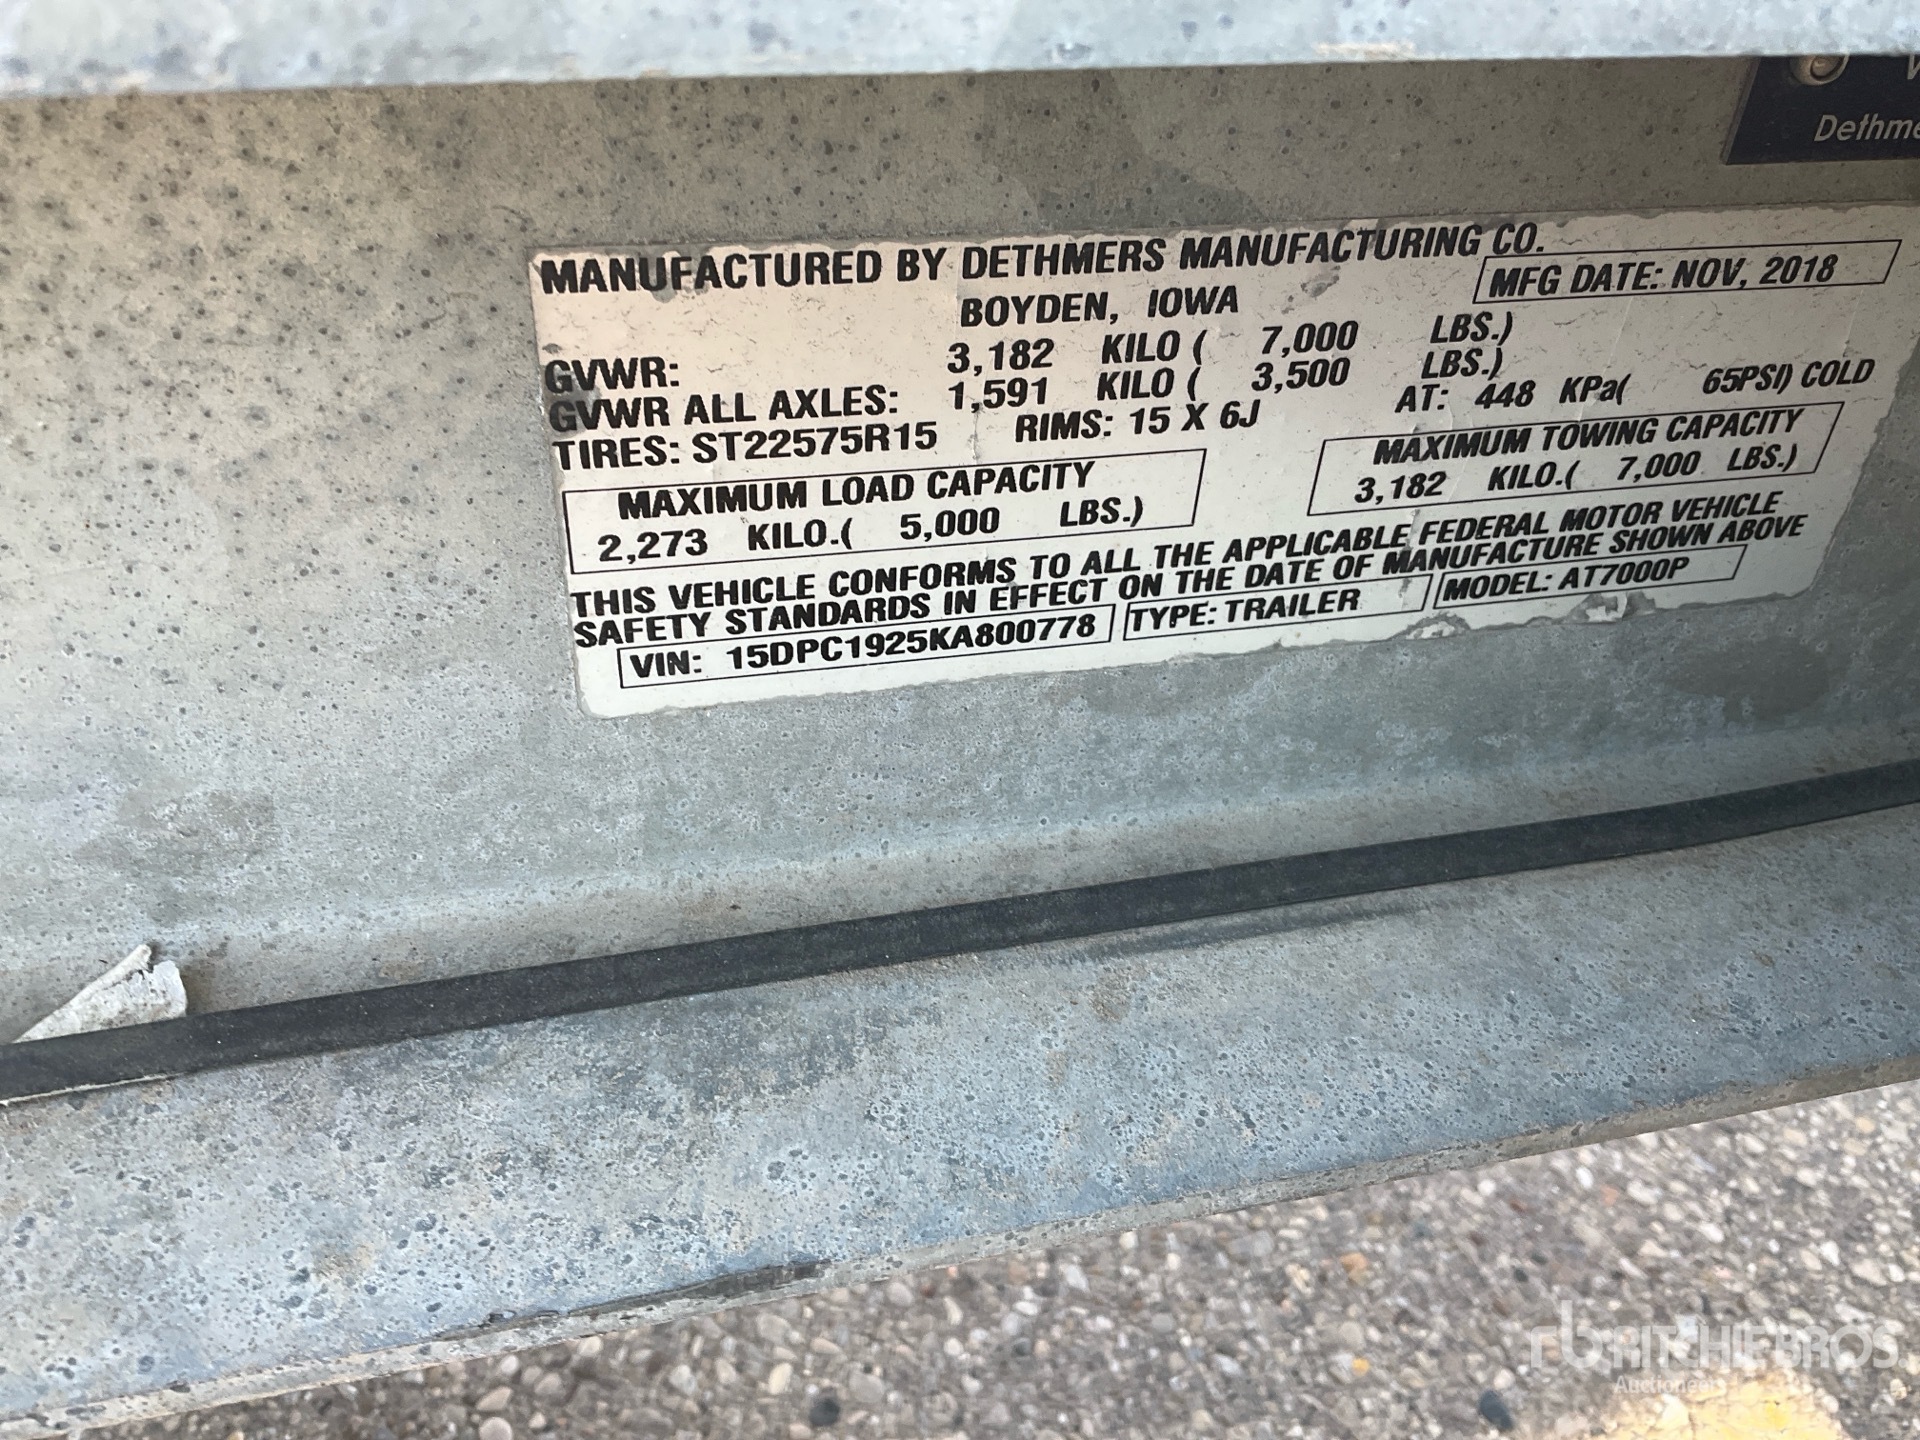 Dethme
MANUFACTURED BY DETHMERS MANUFACTURING CO.
BOYDEN, IOWA
MFG DATE: NOV, 2018
GVWR: 3,182 KILO ( 7,000 LBS.)
GVWR ALL AXLES: 1,591 KILO ( 3,500 LBS.)
TIRES: ST22575R15 RIMS: 15 X 6J AT: 448 KPa( 65PSI) COLD
MAXIMUM LOAD CAPACITY
2,273 KILO.( 5,000 LBS.)
MAXIMUM TOWING CAPACITY
3,182 KILO.( 7,000 LBS.)
THIS VEHICLE CONFORMS TO ALL THE APPLICABLE FEDERAL MOTOR VEHICLE
SAFETY STANDARDS IN EFFECT ON THE DATE OF MANUFACTURE SHOWN ABOVE
VIN: 15DPC1925KA800778 TYPE: TRAILER MODEL: AT7000P
rb RITCHIE BROS.
Auctioneers